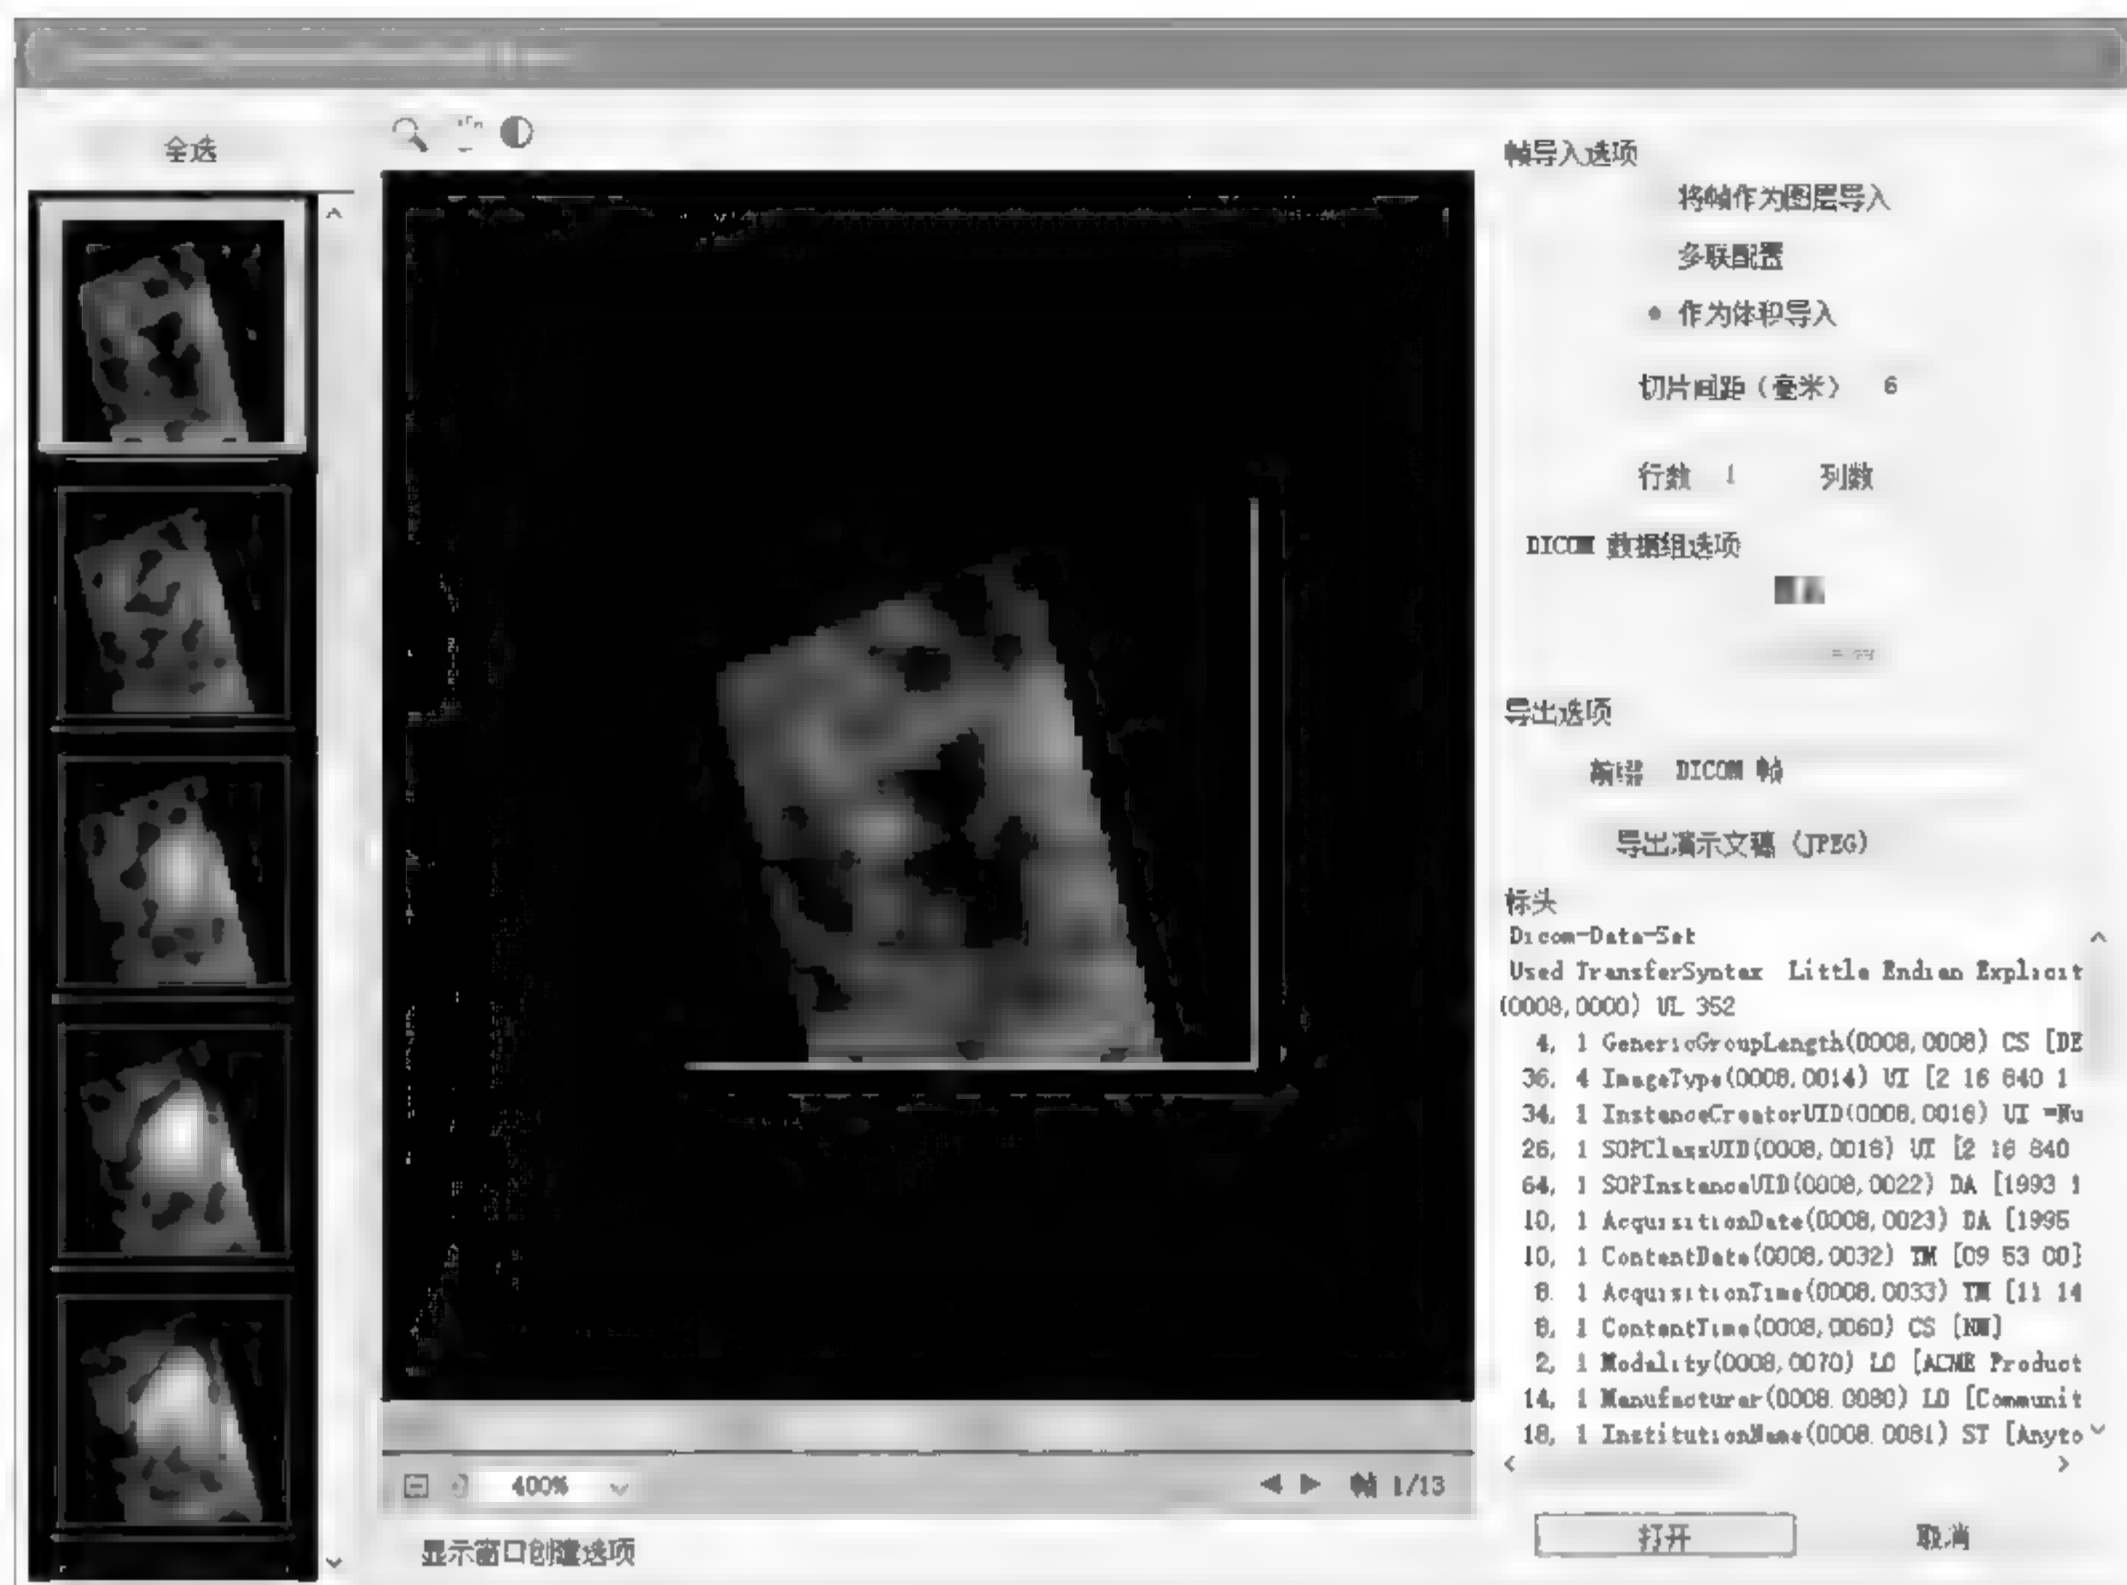 全选
帧导入选项
将帧作为图层导入
多联配置
作为体积导入
切片间距（毫米） 6
行数 1 列数
DICOM 数据组选项
导出选项
前缀 DICOM 帧
导出演示文稿 (JPEG)
标头
Dicom-Data-Set
Used TransferSyntax Little Endian Explicit
(0008,0000) UL 352
4, 1 GenericGroupLength(0008,0008) CS [DE
36, 4 ImageType(0008,0014) UI [2 16 840 1
34, 1 InstanceCreatorUID(0008,0016) UI =Nu
26, 1 SOPClassUID(0008,0018) UI [2 16 840
64, 1 SOPInstanceUID(0008,0022) DA [1993 1
10, 1 AcquisitionDate(0008,0023) DA [1995
10, 1 ContentDate(0008,0032) TM [09 53 00]
8, 1 AcquisitionTime(0008,0033) TM [11 14
8, 1 ContentTime(0008,0060) CS [NM]
2, 1 Modality(0008,0070) LO [ACME Product
14, 1 Manufacturer(0008,0080) LO [Communit
18, 1 InstitutionName(0008,0081) ST [Anyto
400%
帧 1/13
显示窗口创建选项
打开 取消